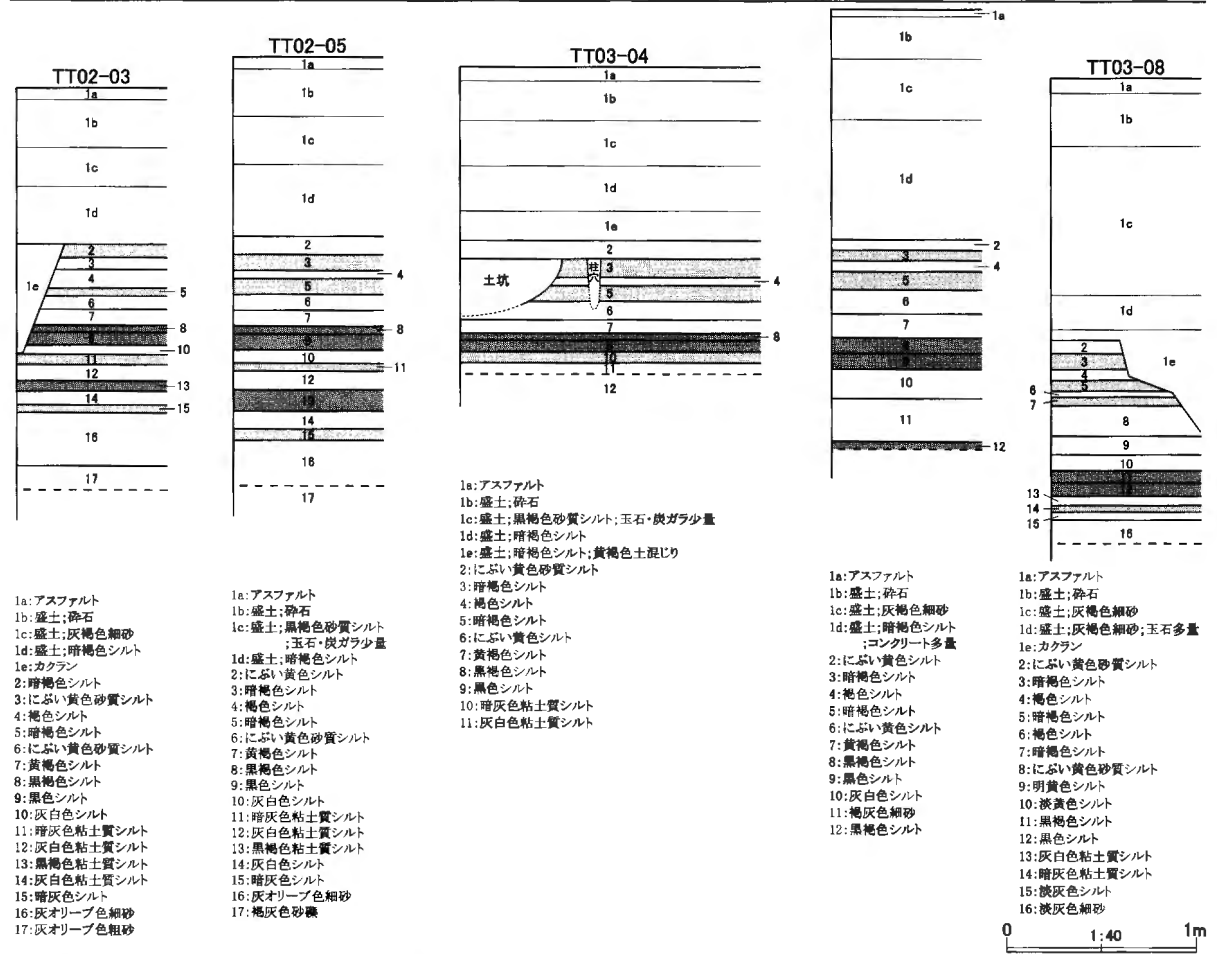 TT02-03
1a
1b
1c
1d
2
3
1e
4
5
6
7
8
10
11
12
13
14
15
16
17
1a:アスファルト
1b:盛土;砕石
1c:盛土;灰褐色細砂
1d:盛土;暗褐色シルト
1e:カクラン
2:暗褐色シルト
3:にぶい黄色砂質シルト
4:褐色シルト
5:暗褐色シルト
6:にぶい黄色砂質シルト
7:黄褐色シルト
8:黒褐色シルト
9:黒色シルト
10:灰白色シルト
11:暗灰色粘土質シルト
12:灰白色粘土質シルト
13:黒褐色粘土質シルト
14:灰白色粘土質シルト
15:暗灰色シルト
16:灰オリーブ色細砂
17:灰オリーブ色粗砂
TT02-05
1a
1b
1c
1d
2
3
4
5
6
7
8
9
10
11
12
13
14
15
16
17
1a:アスファルト
1b:盛土;砕石
1c:盛土;黒褐色砂質シルト
;玉石・炭ガラ少量
1d:盛土;暗褐色シルト
2:にぶい黄色シルト
3:暗褐色シルト
4:褐色シルト
5:暗褐色シルト
6:にぶい黄色砂質シルト
7:黄褐色シルト
8:黒褐色シルト
9:黒色シルト
10:灰白色シルト
11:暗灰色粘土質シルト
12:灰白色粘土質シルト
13:黒褐色粘土質シルト
14:灰白色シルト
15:暗灰色シルト
16:灰オリーブ色細砂
17:褐灰色砂礫
TT03-04
1a
1b
1c
1d
1e
2
土坑
柱穴
3
4
5
6
7
8
9
10
11
12
1a:アスファルト
1b:盛土;砕石
1c:盛土;黒褐色砂質シルト;玉石・炭ガラ少量
1d:盛土;暗褐色シルト
1e:盛土;暗褐色シルト;黄褐色土混じり
2:にぶい黄色砂質シルト
3:暗褐色シルト
4:褐色シルト
5:暗褐色シルト
6:にぶい黄色シルト
7:黄褐色シルト
8:黒褐色シルト
9:黒色シルト
10:暗灰色粘土質シルト
11:灰白色粘土質シルト
1a
1b
1c
1d
2
3
4
5
6
7
8
9
10
11
12
1a:アスファルト
1b:盛土;砕石
1c:盛土;灰褐色細砂
1d:盛土;暗褐色シルト
;コンクリート多量
2:にぶい黄色シルト
3:暗褐色シルト
4:褐色シルト
5:暗褐色シルト
6:にぶい黄色シルト
7:黄褐色シルト
8:黒褐色シルト
9:黒色シルト
10:灰白色シルト
11:褐灰色細砂
12:黒褐色シルト
TT03-08
1a
1b
1c
1d
2
3
1e
4
5
6
7
8
9
10
13
14
15
16
1a:アスファルト
1b:盛土;砕石
1c:盛土;灰褐色細砂
1d:盛土;灰褐色細砂;玉石多量
1e:カクラン
2:にぶい黄色砂質シルト
3:暗褐色シルト
4:褐色シルト
5:暗褐色シルト
6:褐色シルト
7:暗褐色シルト
8:にぶい黄色砂質シルト
9:明黄色シルト
10:淡黄色シルト
11:黒褐色シルト
12:黒色シルト
13:灰白色粘土質シルト
14:暗灰色粘土質シルト
15:淡灰色シルト
16:淡灰色細砂
0 1:40 1m